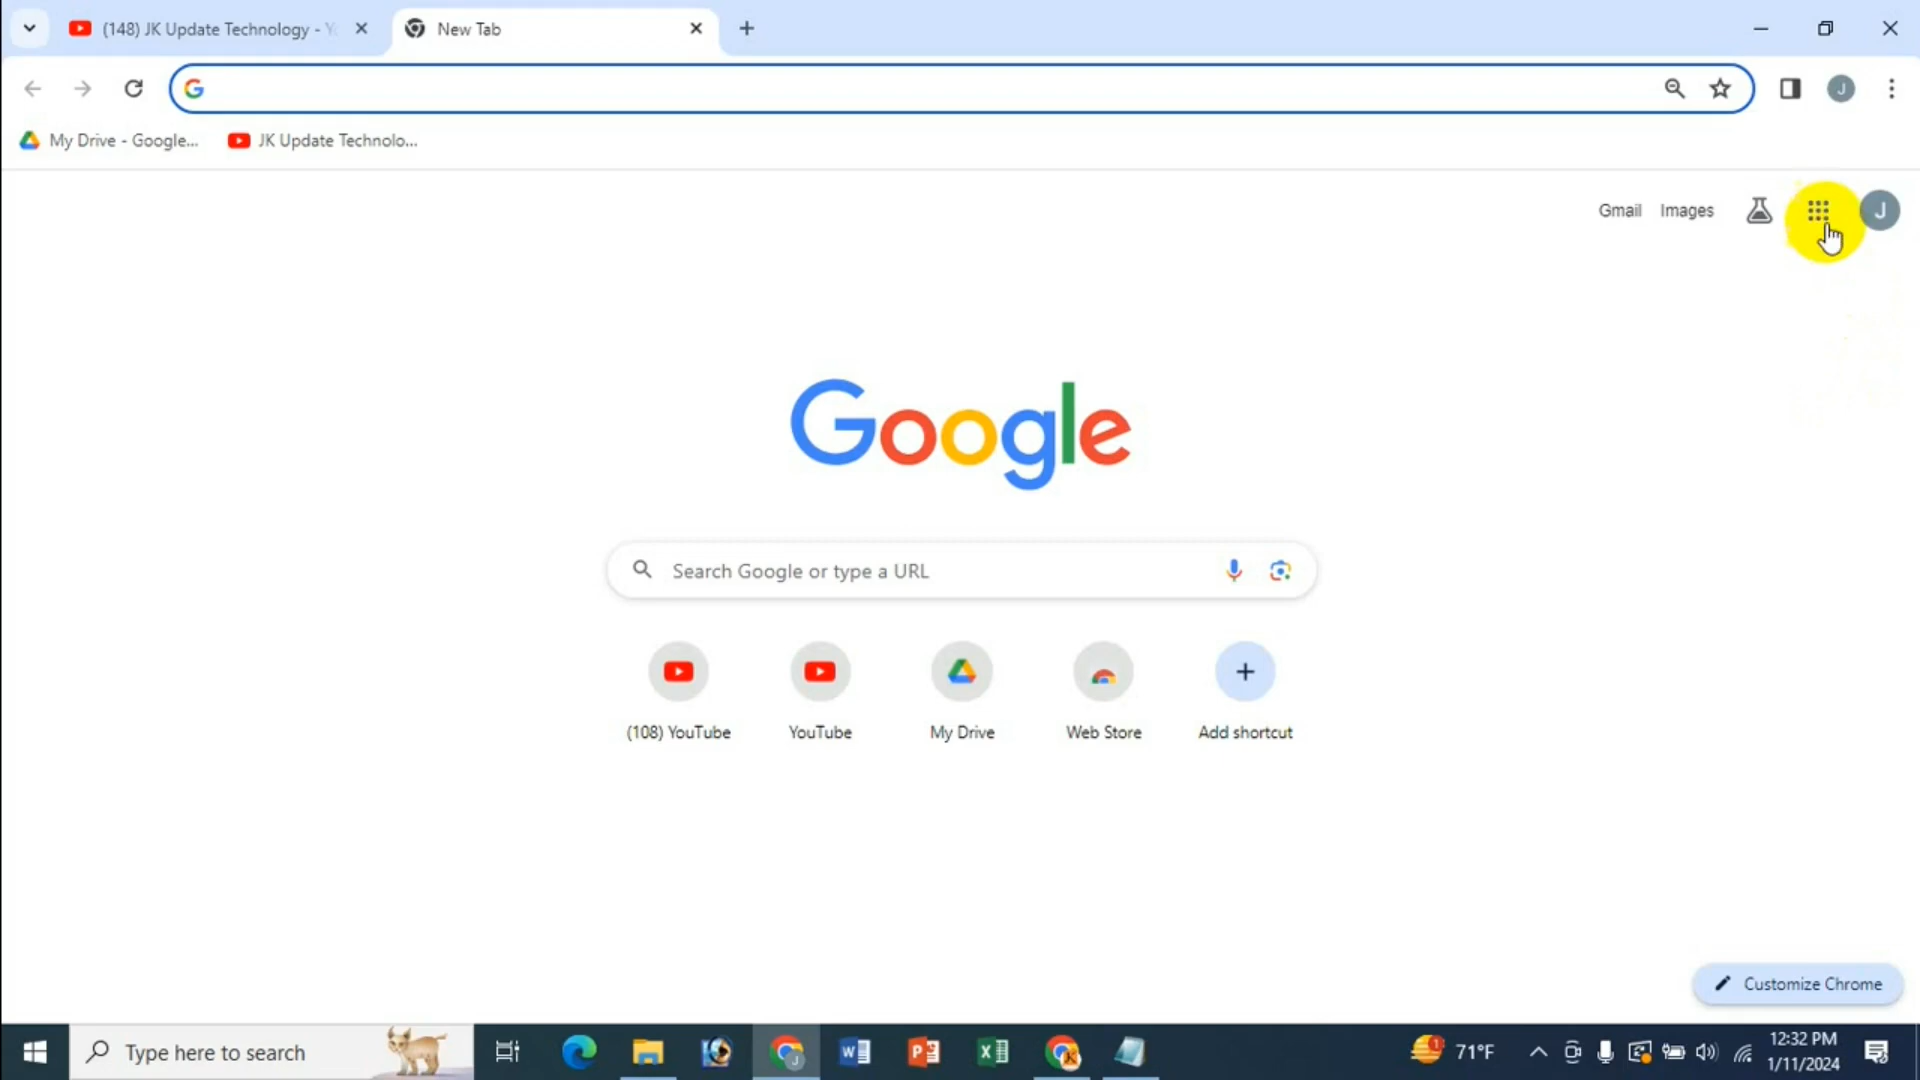 (148) JK Update Technology - Y
New Tab
My Drive - Google...
JK Update Technolo...
J
Gmail
Images
J
Google
Search Google or type a URL
(108) YouTube
YouTube
My Drive
Web Store
Add shortcut
Customize Chrome
Type here to search
71°F
12:32 PM
1/11/2024